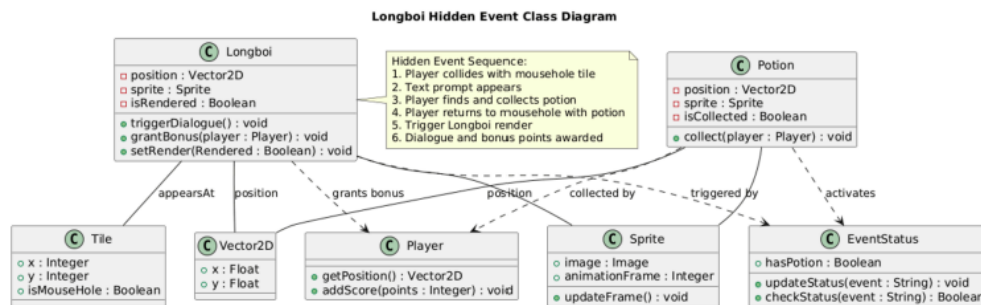 Longboi Hidden Event Class Diagram
C Longboi
position : Vector2D
sprite : Sprite
isRendered : Boolean
triggerDialogue() : void
grantBonus(player : Player) : void
setRender(Rendered : Boolean) : void
Hidden Event Sequence:
1. Player collides with mousehole tile
2. Text prompt appears
3. Player finds and collects potion
4. Player returns to mousehole with potion
5. Trigger Longboi render
6. Dialogue and bonus points awarded
C Potion
position : Vector2D
sprite : Sprite
isCollected : Boolean
collect(player : Player) : void
appearsAt
position
grants bonus
position
collected by
triggered by
activates
C Tile
x : Integer
y : Integer
isMouseHole : Boolean
C Vector2D
x : Float
y : Float
C Player
getPosition() : Vector2D
addScore(points : Integer) : void
C Sprite
image : Image
animationFrame : Integer
updateFrame() : void
C EventStatus
hasPotion : Boolean
updateStatus(event : String) : void
checkStatus(event : String) : Boolean